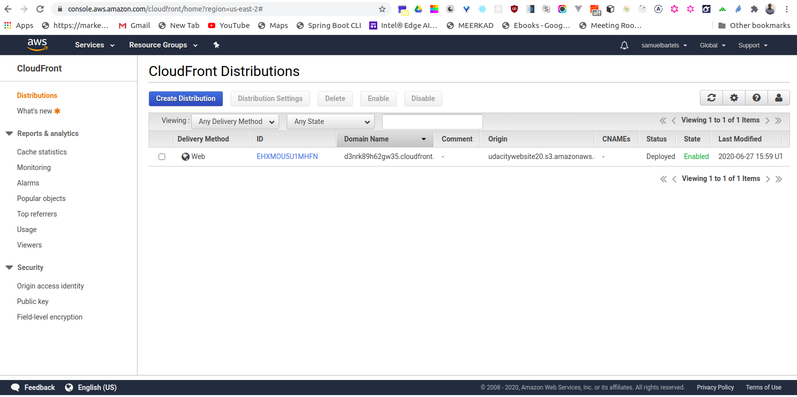 console.aws.amazon.com/cloudfront/home?region=us-east-2#
Apps https://marke... Gmail New Tab YouTube Maps Spring Boot CLI Intel® Edge AI... MEERKAD Ebooks - Goog... Meeting Roo... Other bookmarks
aws Services Resource Groups samuelbartels Global Support
CloudFront
Distributions
What's new
Reports & analytics
Cache statistics
Monitoring
Alarms
Popular objects
Top referrers
Usage
Viewers
Security
Origin access identity
Public key
Field-level encryption
CloudFront Distributions
Create Distribution Distribution Settings Delete Enable Disable
Viewing : Any Delivery Method Any State Viewing 1 to 1 of 1 Items
Delivery Method ID Domain Name Comment Origin CNAMEs Status State Last Modified
Web EHXMOU5U1MHFN d3nrk89h62gw35.cloudfront. - udacitywebsite20.s3.amazonaws. - Deployed Enabled 2020-06-27 15:59 UT
Viewing 1 to 1 of 1 Items
Feedback English (US) © 2008 - 2020, Amazon Web Services, Inc. or its affiliates. All rights reserved. Privacy Policy Terms of Use